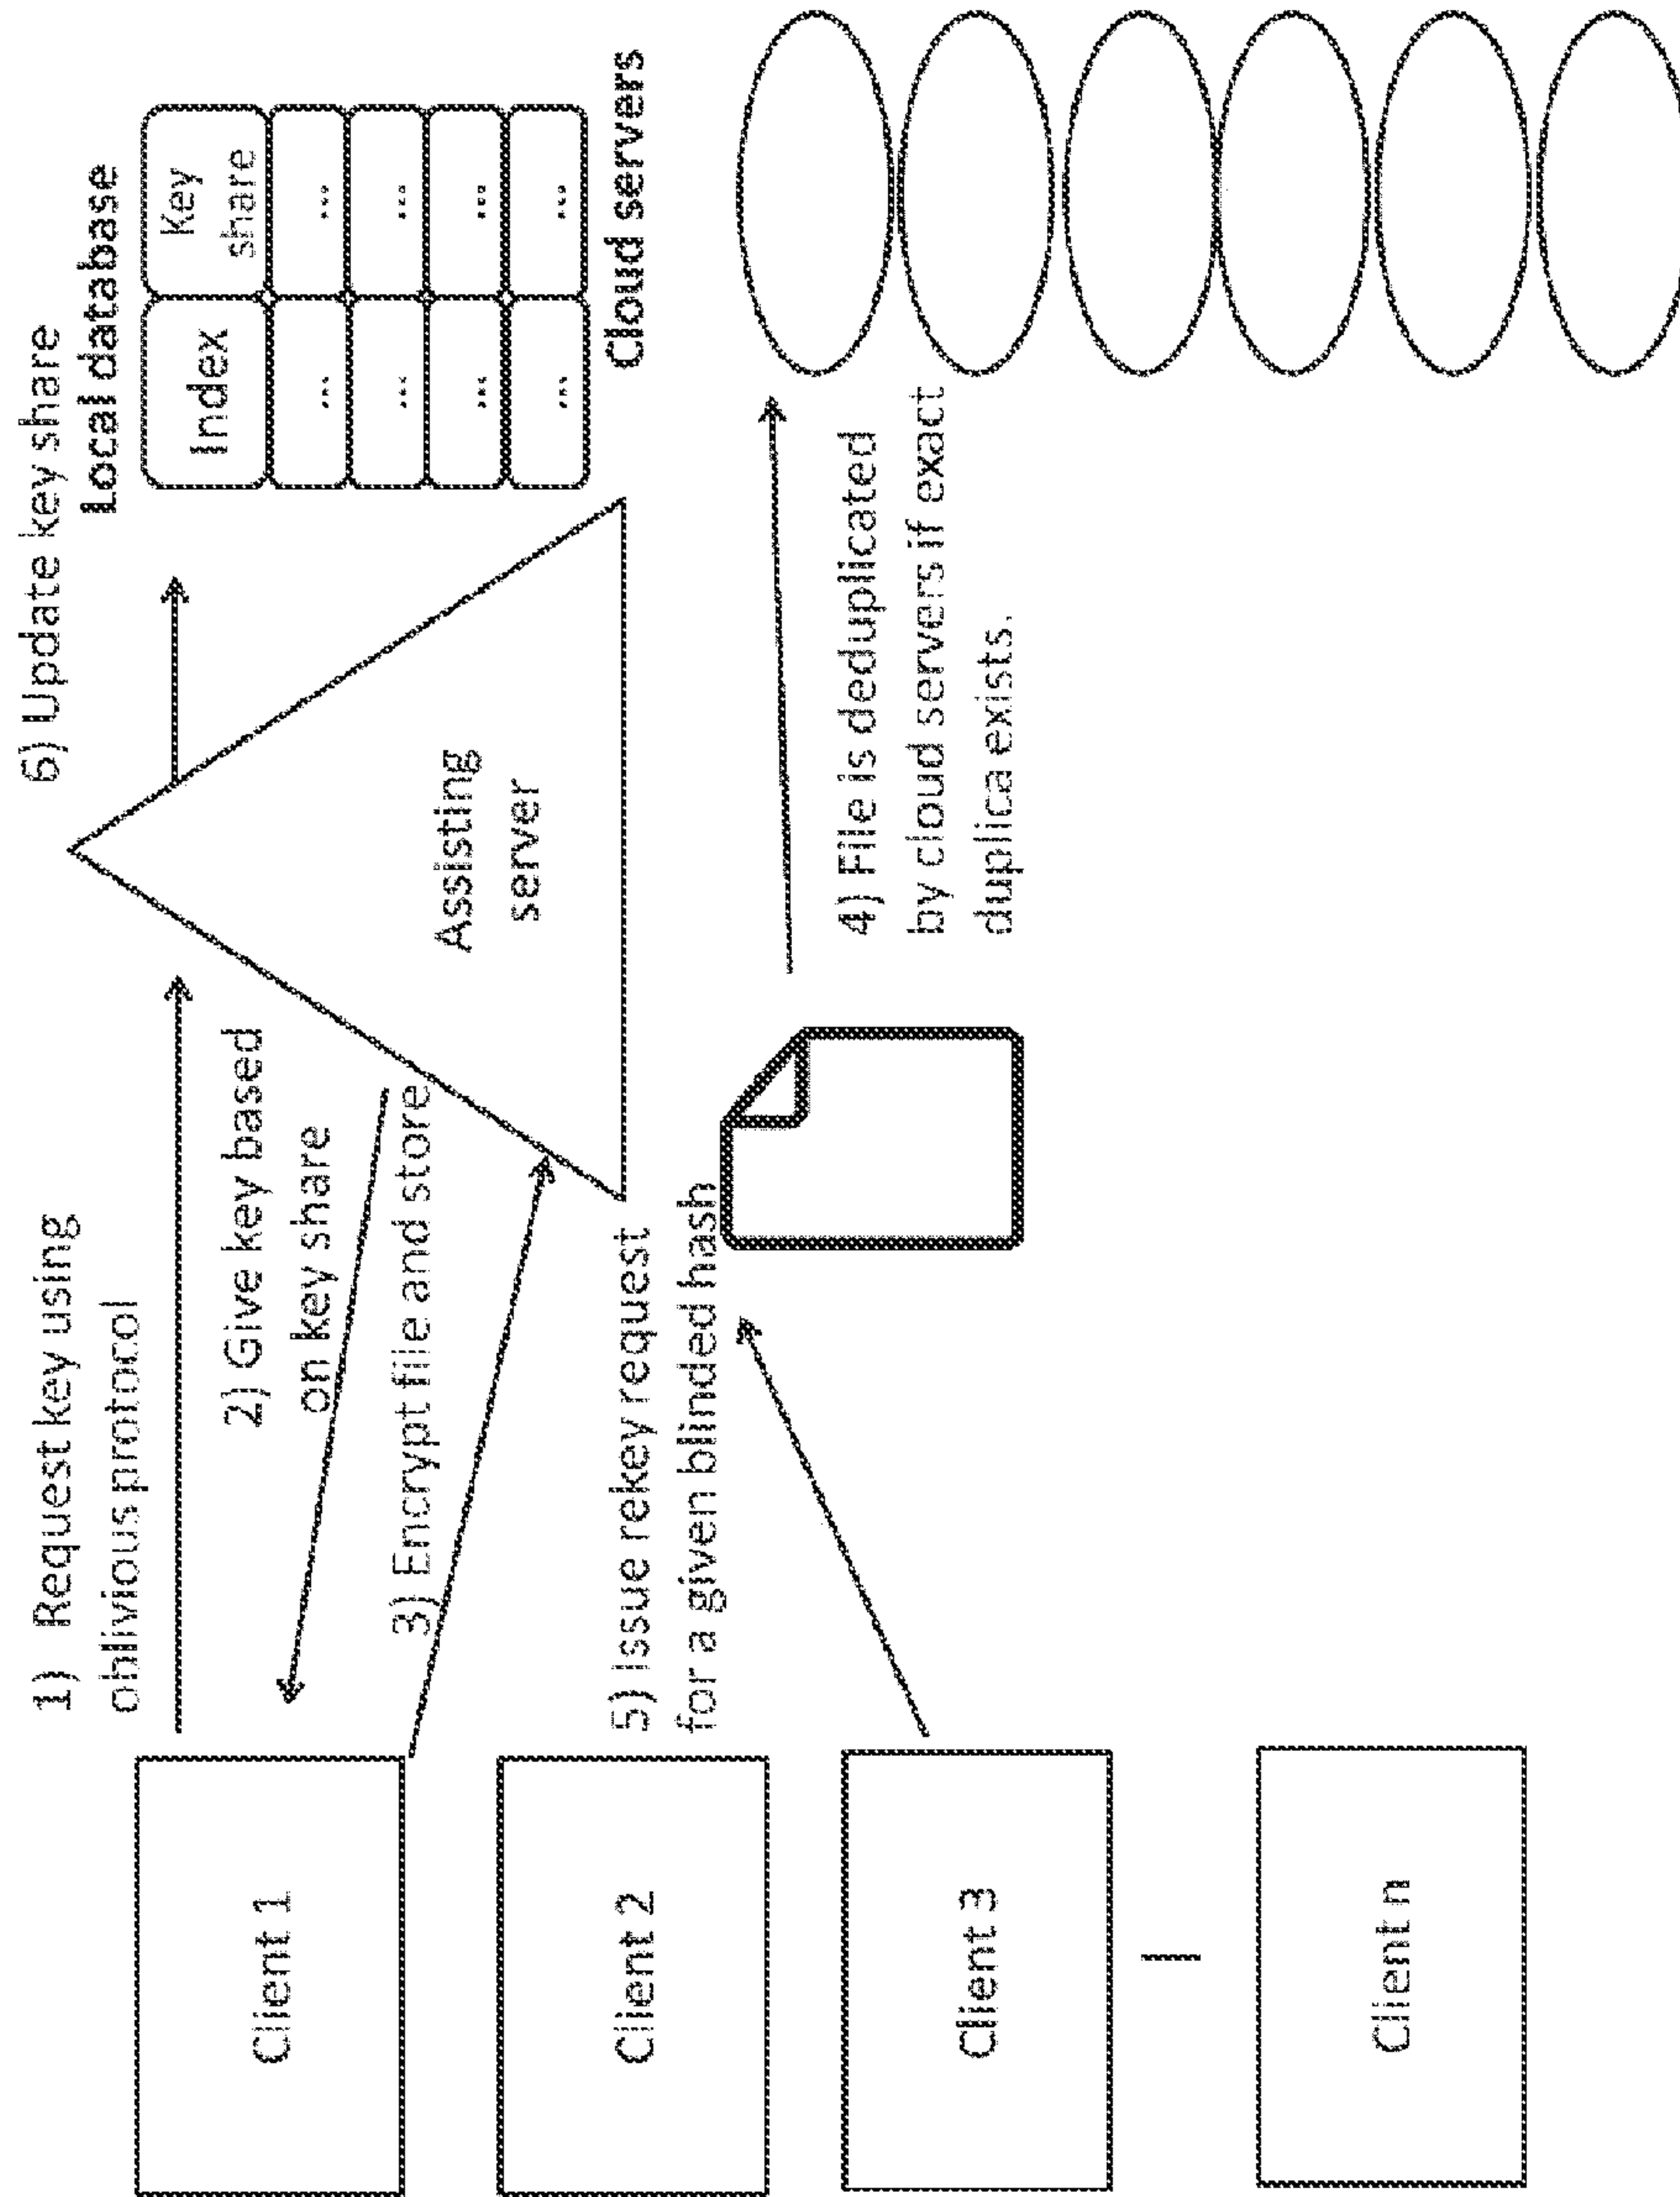 1) Request key using
oblivious protocol
2) Give key based
on key share
3) Encrypt file and store
5) Issue rekey request
for a given blinded hash
6) Update key share
Local database
Index
Key
share
...
...
...
...
...
...
...
...
Cloud servers
Assisting
server
4) File is deduplicated
by cloud servers if exact
duplica exists.
Client 1
Client 2
Client 3
Client n